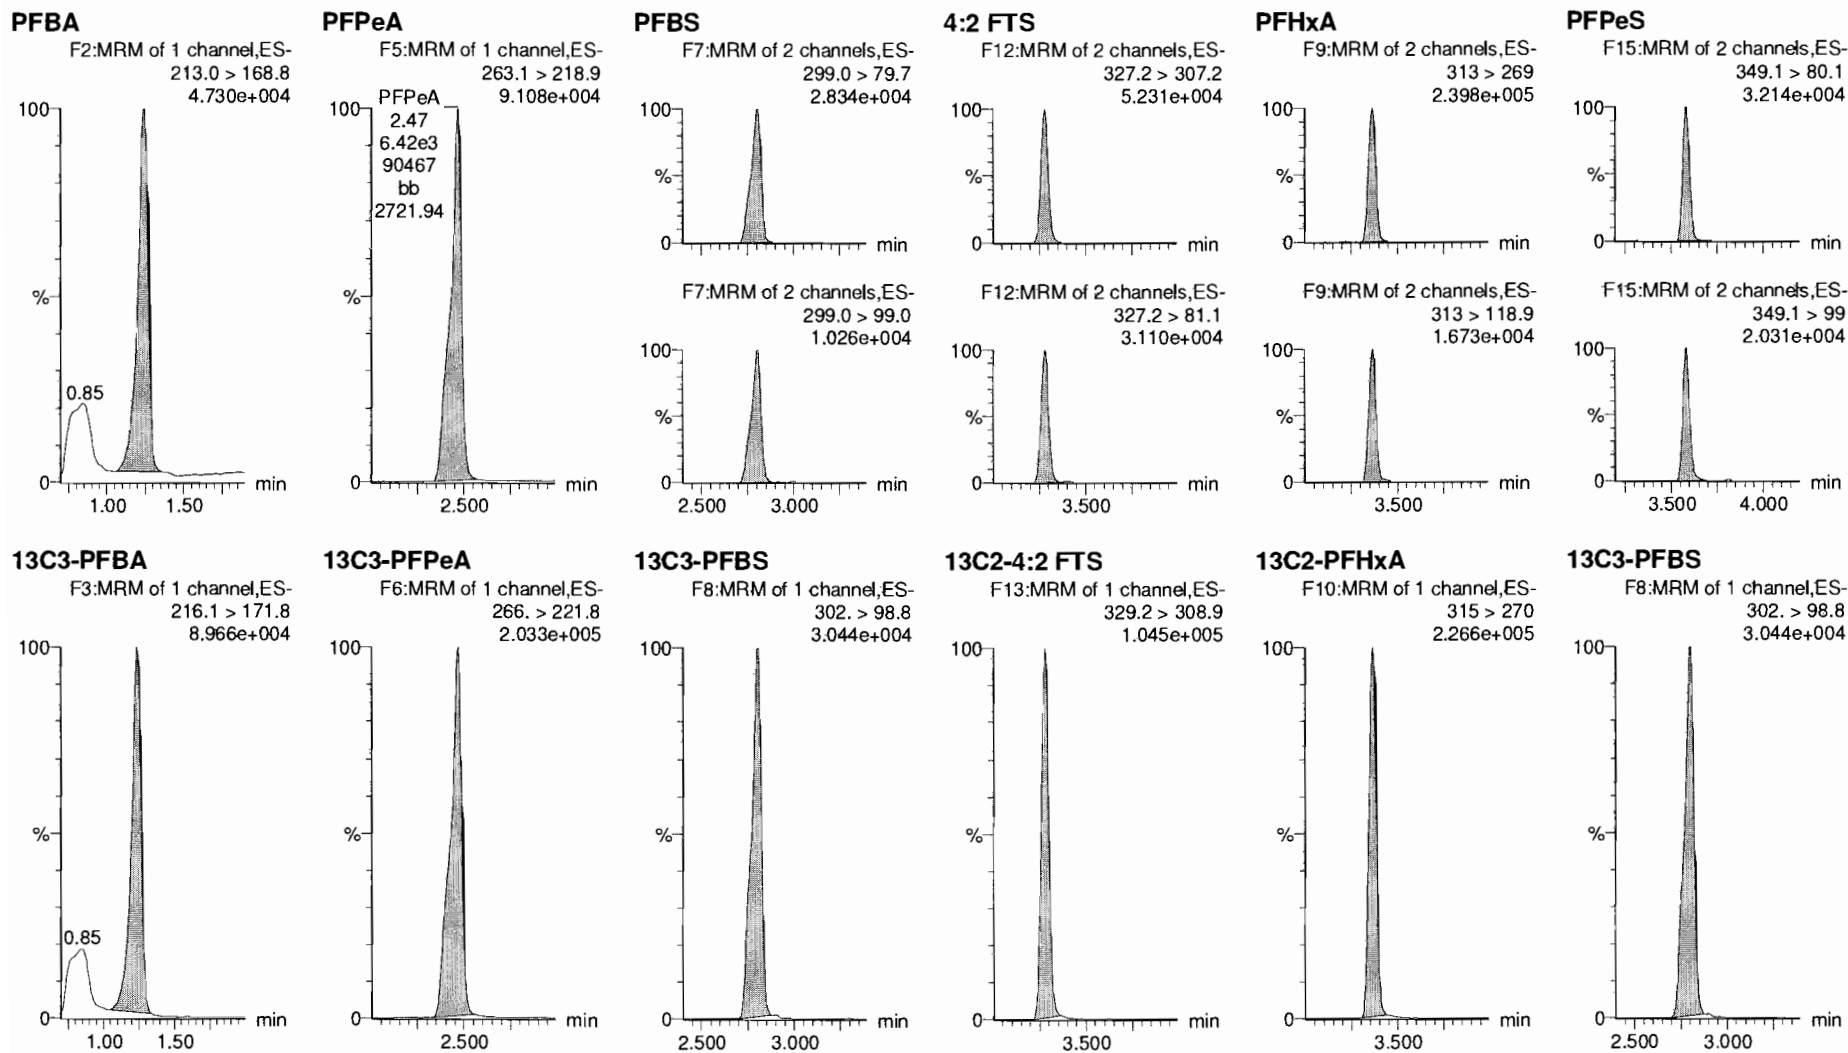 PFBA
F2:MRM of 1 channel,ES-
213.0 > 168.8
4.730e+004
100
%
0.85
0
min
1.00 1.50
PFPeA
F5:MRM of 1 channel,ES-
263.1 > 218.9
9.108e+004
100
PFPeA
2.47
6.42e3
90467
bb
2721.94
%
0
min
2.500
PFBS
F7:MRM of 2 channels,ES-
299.0 > 79.7
2.834e+004
100
%
0
min
F7:MRM of 2 channels,ES-
299.0 > 99.0
1.026e+004
100
%
0
min
2.500 3.000
4:2 FTS
F12:MRM of 2 channels,ES-
327.2 > 307.2
5.231e+004
100
%
0
min
F12:MRM of 2 channels,ES-
327.2 > 81.1
3.110e+004
100
%
0
min
3.500
PFHxA
F9:MRM of 2 channels,ES-
313 > 269
2.398e+005
100
%
0
min
F9:MRM of 2 channels,ES-
313 > 118.9
1.673e+004
100
%
0
min
3.500
PFPeS
F15:MRM of 2 channels,ES-
349.1 > 80.1
3.214e+004
100
%
0
min
F15:MRM of 2 channels,ES-
349.1 > 99
2.031e+004
100
%
0
min
3.500 4.000
13C3-PFBA
F3:MRM of 1 channel,ES-
216.1 > 171.8
8.966e+004
100
%
0.85
0
min
1.00 1.50
13C3-PFPeA
F6:MRM of 1 channel,ES-
266. > 221.8
2.033e+005
100
%
0
min
2.500
13C3-PFBS
F8:MRM of 1 channel,ES-
302. > 98.8
3.044e+004
100
%
0
min
2.500 3.000
13C2-4:2 FTS
F13:MRM of 1 channel,ES-
329.2 > 308.9
1.045e+005
100
%
0
min
3.500
13C2-PFHxA
F10:MRM of 1 channel,ES-
315 > 270
2.266e+005
100
%
0
min
3.500
13C3-PFBS
F8:MRM of 1 channel,ES-
302. > 98.8
3.044e+004
100
%
0
min
2.500 3.000